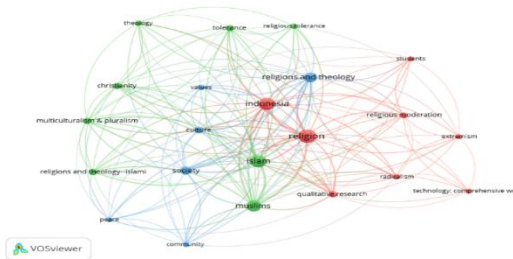 theology
tolerance
religious tolerance
students
religions and theology
christianity
values
indonesia
religious moderation
multiculturalism & pluralism
culture
religion
extremism
islam
religions and theology--islami
society
radicalism
qualitative research
technology: comprehensive wo
muslims
peace
community
VOSviewer